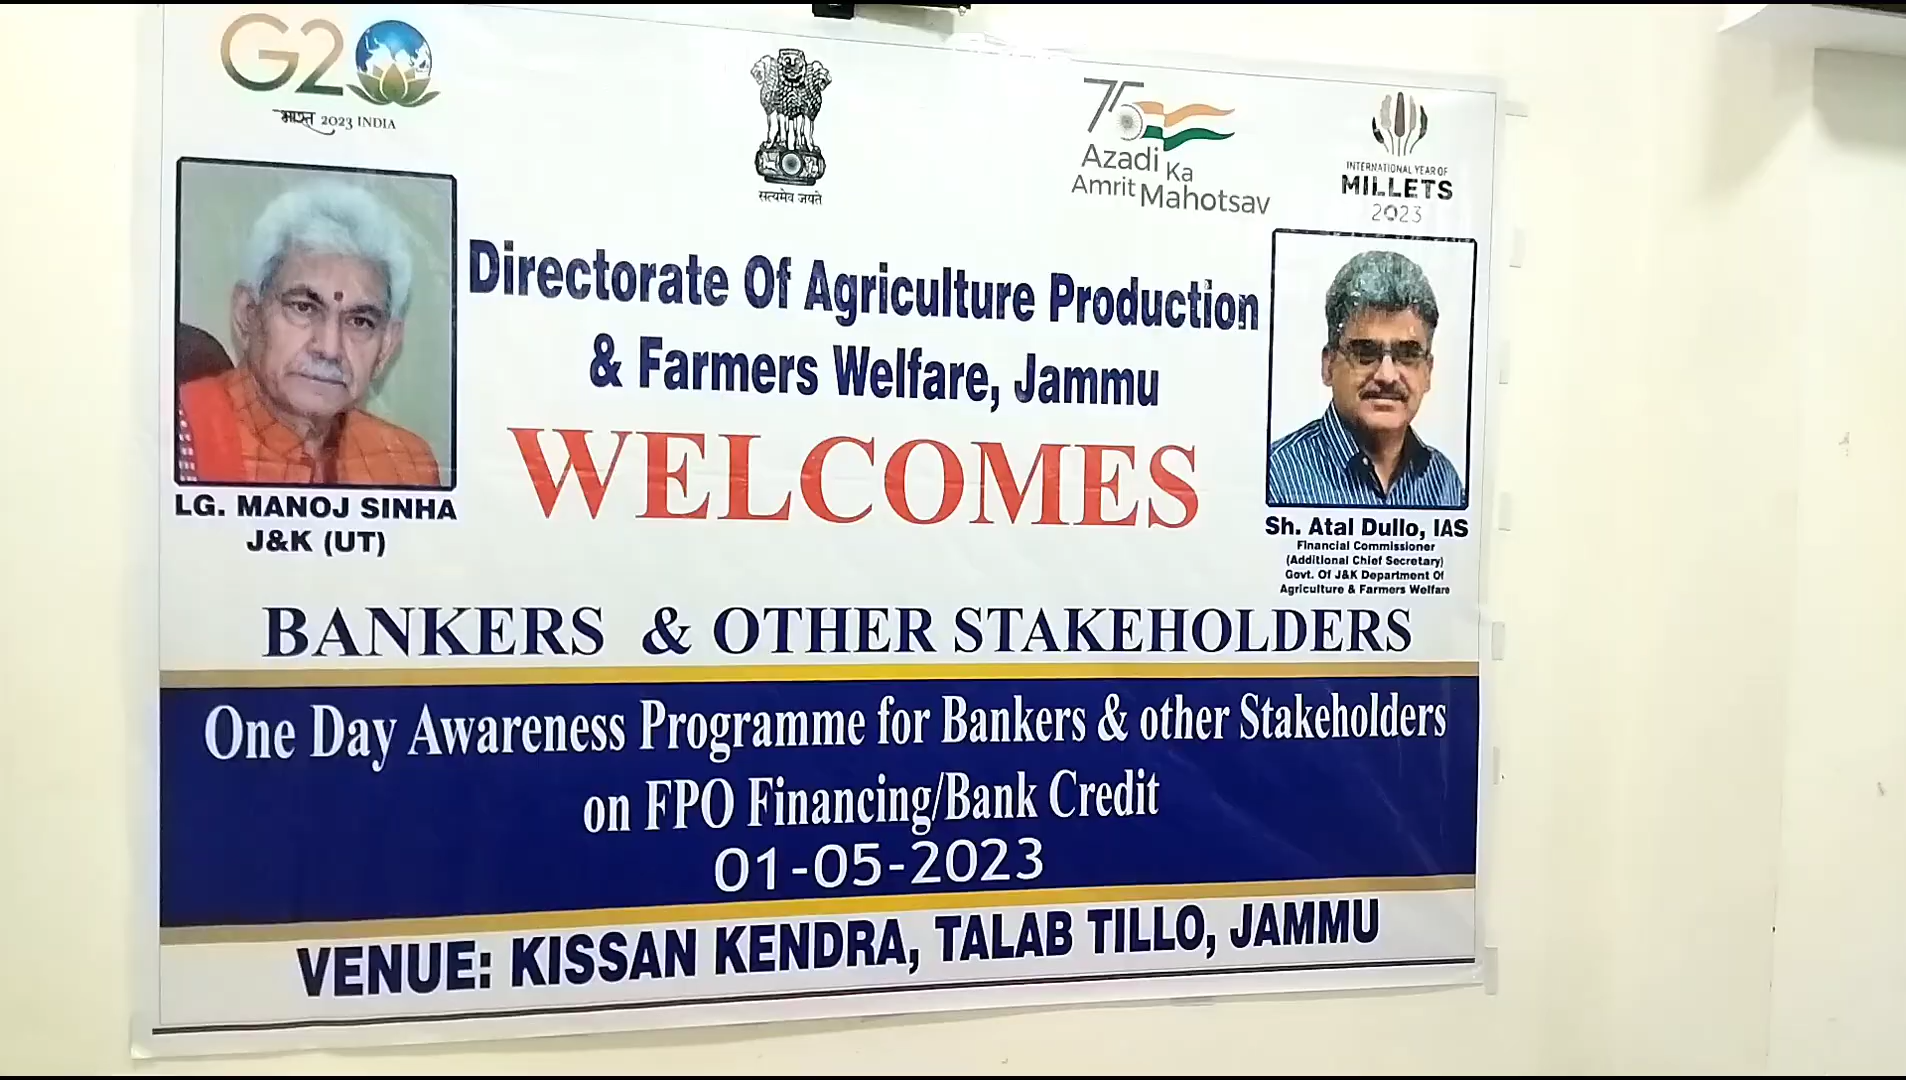 G20
भारत 2023 INDIA
सत्यमेव जयते
75
Azadi Ka
Amrit Mahotsav
INTERNATIONAL YEAR OF
MILLETS
2023
Directorate Of Agriculture Production
& Farmers Welfare, Jammu
WELCOMES
LG. MANOJ SINHA
J&K (UT)
Sh. Atal Dullo, IAS
Financial Commissioner
(Additional Chief Secretary)
Govt. Of J&K Department Of
Agriculture & Farmers Welfare
BANKERS & OTHER STAKEHOLDERS
One Day Awareness Programme for Bankers & other Stakeholders
on FPO Financing/Bank Credit
01-05-2023
VENUE: KISSAN KENDRA, TALAB TILLO, JAMMU